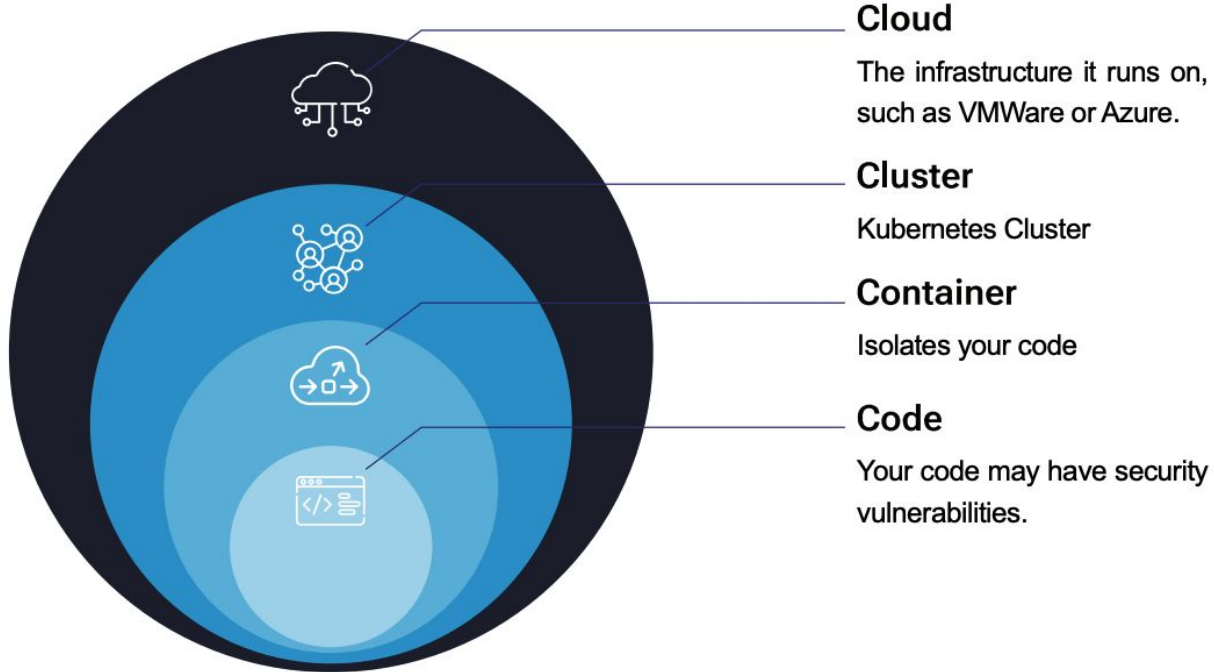 Cloud
The infrastructure it runs on,
such as VMWare or Azure.
Cluster
Kubernetes Cluster
Container
Isolates your code
Code
Your code may have security
vulnerabilities.